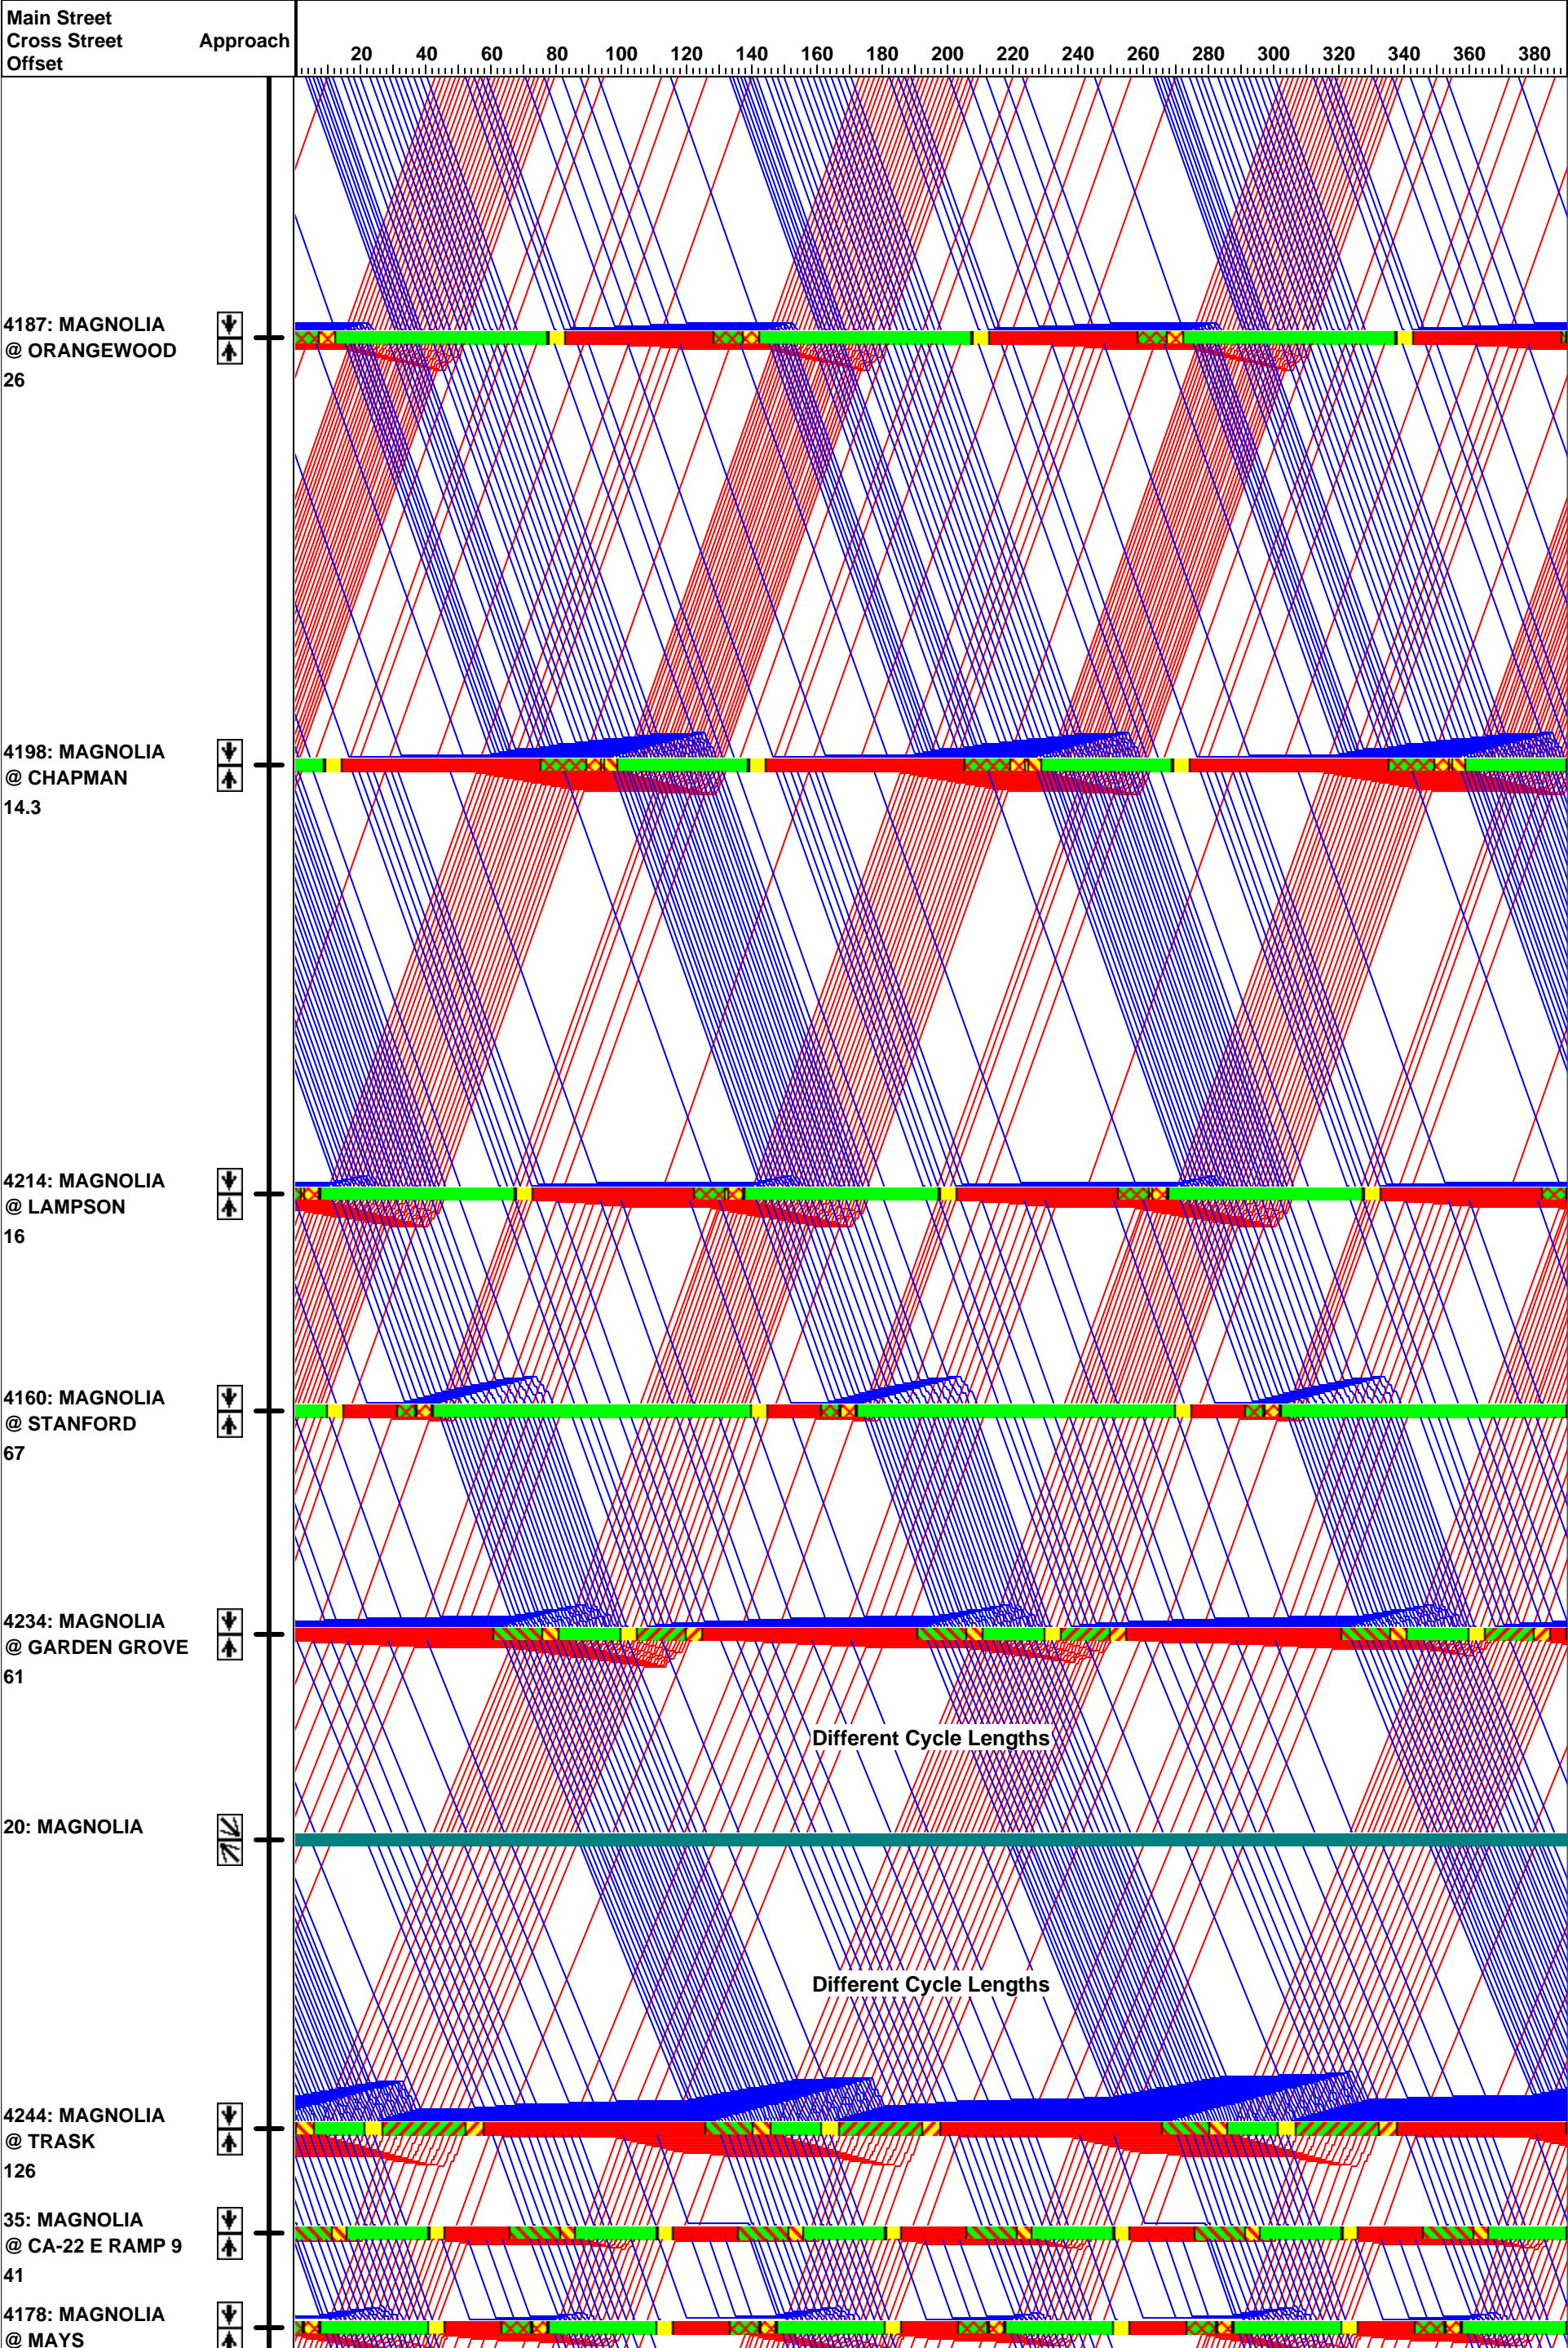 Main Street
Cross Street Approach
Offset
20 40 60 80 100 120 140 160 180 200 220 240 260 280 300 320 340 360 380
4187: MAGNOLIA
@ ORANGEWOOD
26
4198: MAGNOLIA
@ CHAPMAN
14.3
4214: MAGNOLIA
@ LAMPSON
16
4160: MAGNOLIA
@ STANFORD
67
4234: MAGNOLIA
@ GARDEN GROVE
61
Different Cycle Lengths
20: MAGNOLIA
Different Cycle Lengths
4244: MAGNOLIA
@ TRASK
126
35: MAGNOLIA
@ CA-22 E RAMP 9
41
4178: MAGNOLIA
@ MAYS